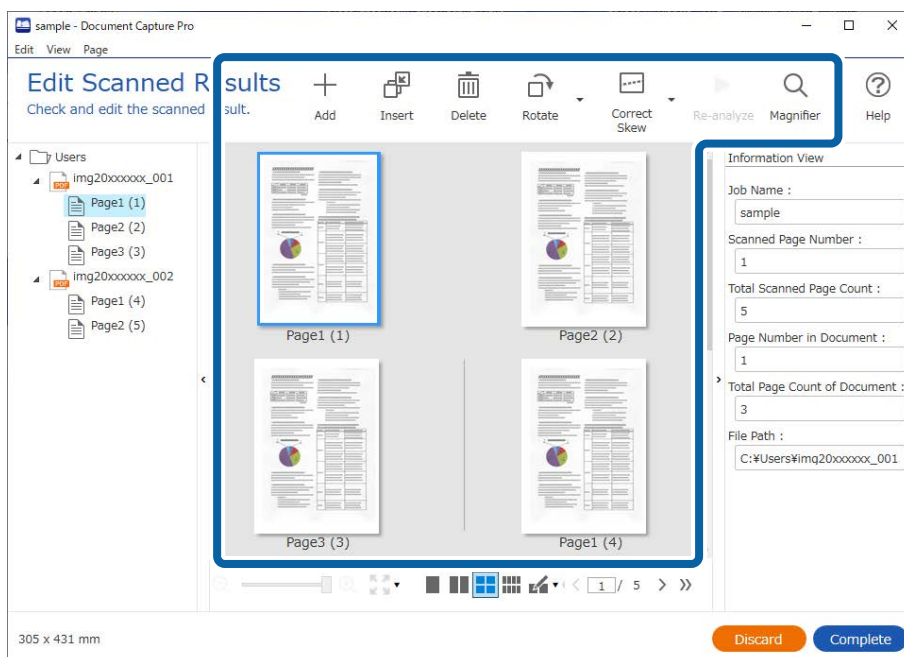 sample - Document Capture Pro
Edit View Page
Edit Scanned Results
Check and edit the scanned sult.
Add
Insert
Delete
Rotate
Correct
Skew
Re-analyze
Magnifier
Help
Users
img20xxxxxx_001
PDF
Page1 (1)
Page2 (2)
Page3 (3)
img20xxxxxx_002
PDF
Page1 (4)
Page2 (5)
Page1 (1)
Page2 (2)
Page3 (3)
Page1 (4)
Information View
Job Name :
sample
Scanned Page Number :
1
Total Scanned Page Count :
5
Page Number in Document :
1
Total Page Count of Document :
3
File Path :
C:¥Users¥img20xxxxxx_001
1 / 5
305 x 431 mm
Discard
Complete